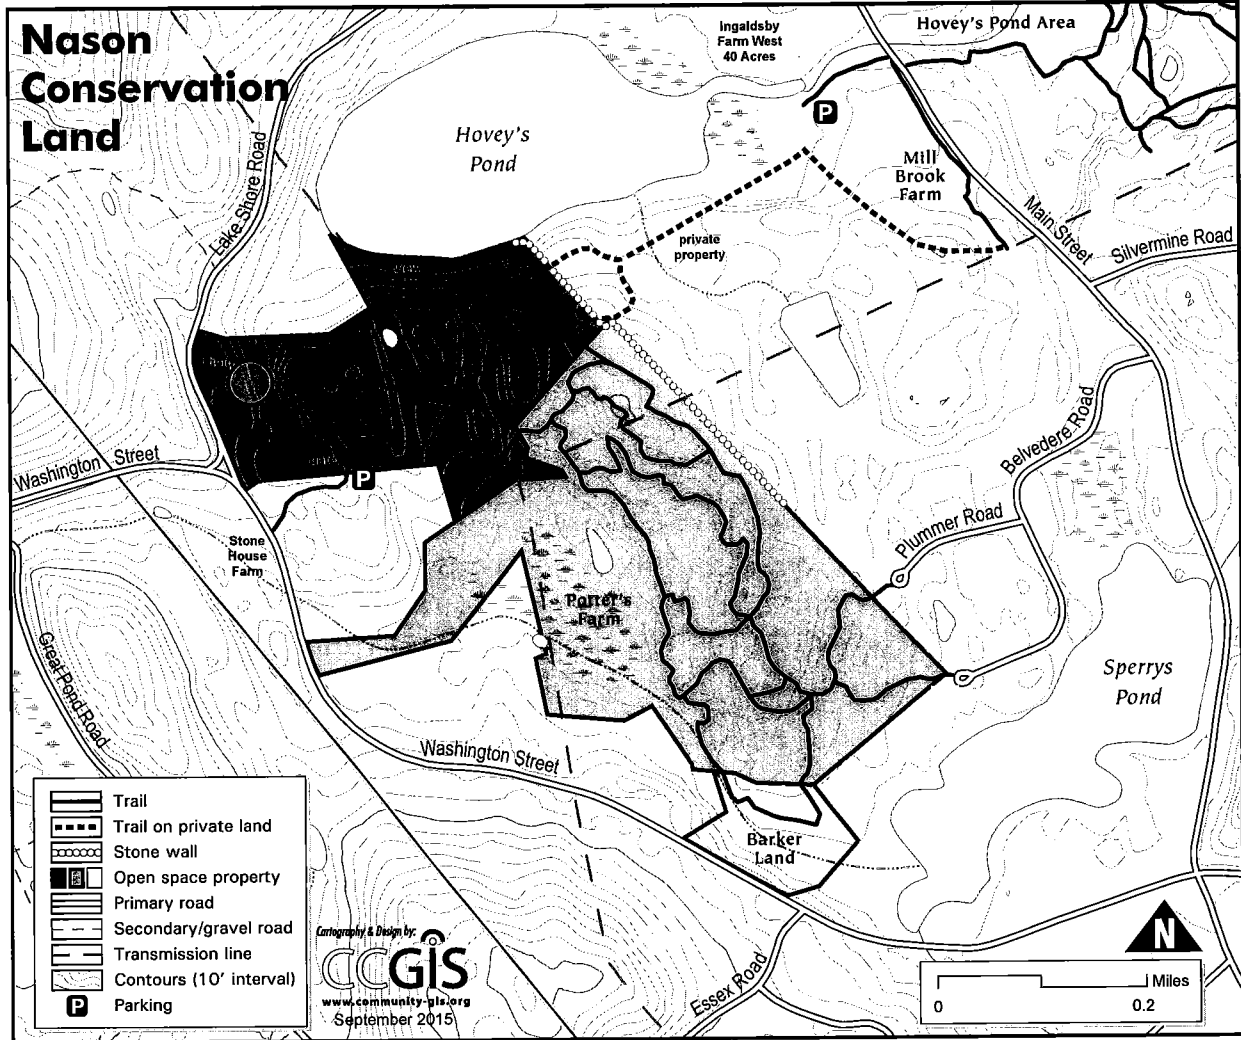 Nason
Conservation
Land
Ingaldsby
Farm West
40 Acres
Hovey's Pond Area
Hovey's
Pond
P
Mill
Brook
Farm
Lake Shore Road
Main Street
Silvermine Road
private
property
Belvedere Road
Washington Street
P
Plummer Road
Stone
House
Farm
Potter's
Farm
Great Pond Road
Sperrys
Pond
Washington Street
Barker
Land
Essex Road
Trail
Trail on private land
Stone wall
Open space property
Primary road
Secondary/gravel road
Transmission line
Contours (10' interval)
P Parking
Cartography & Design by:
CCGIS
www.community-gis.org
September 2015
N
Miles
0 0.2